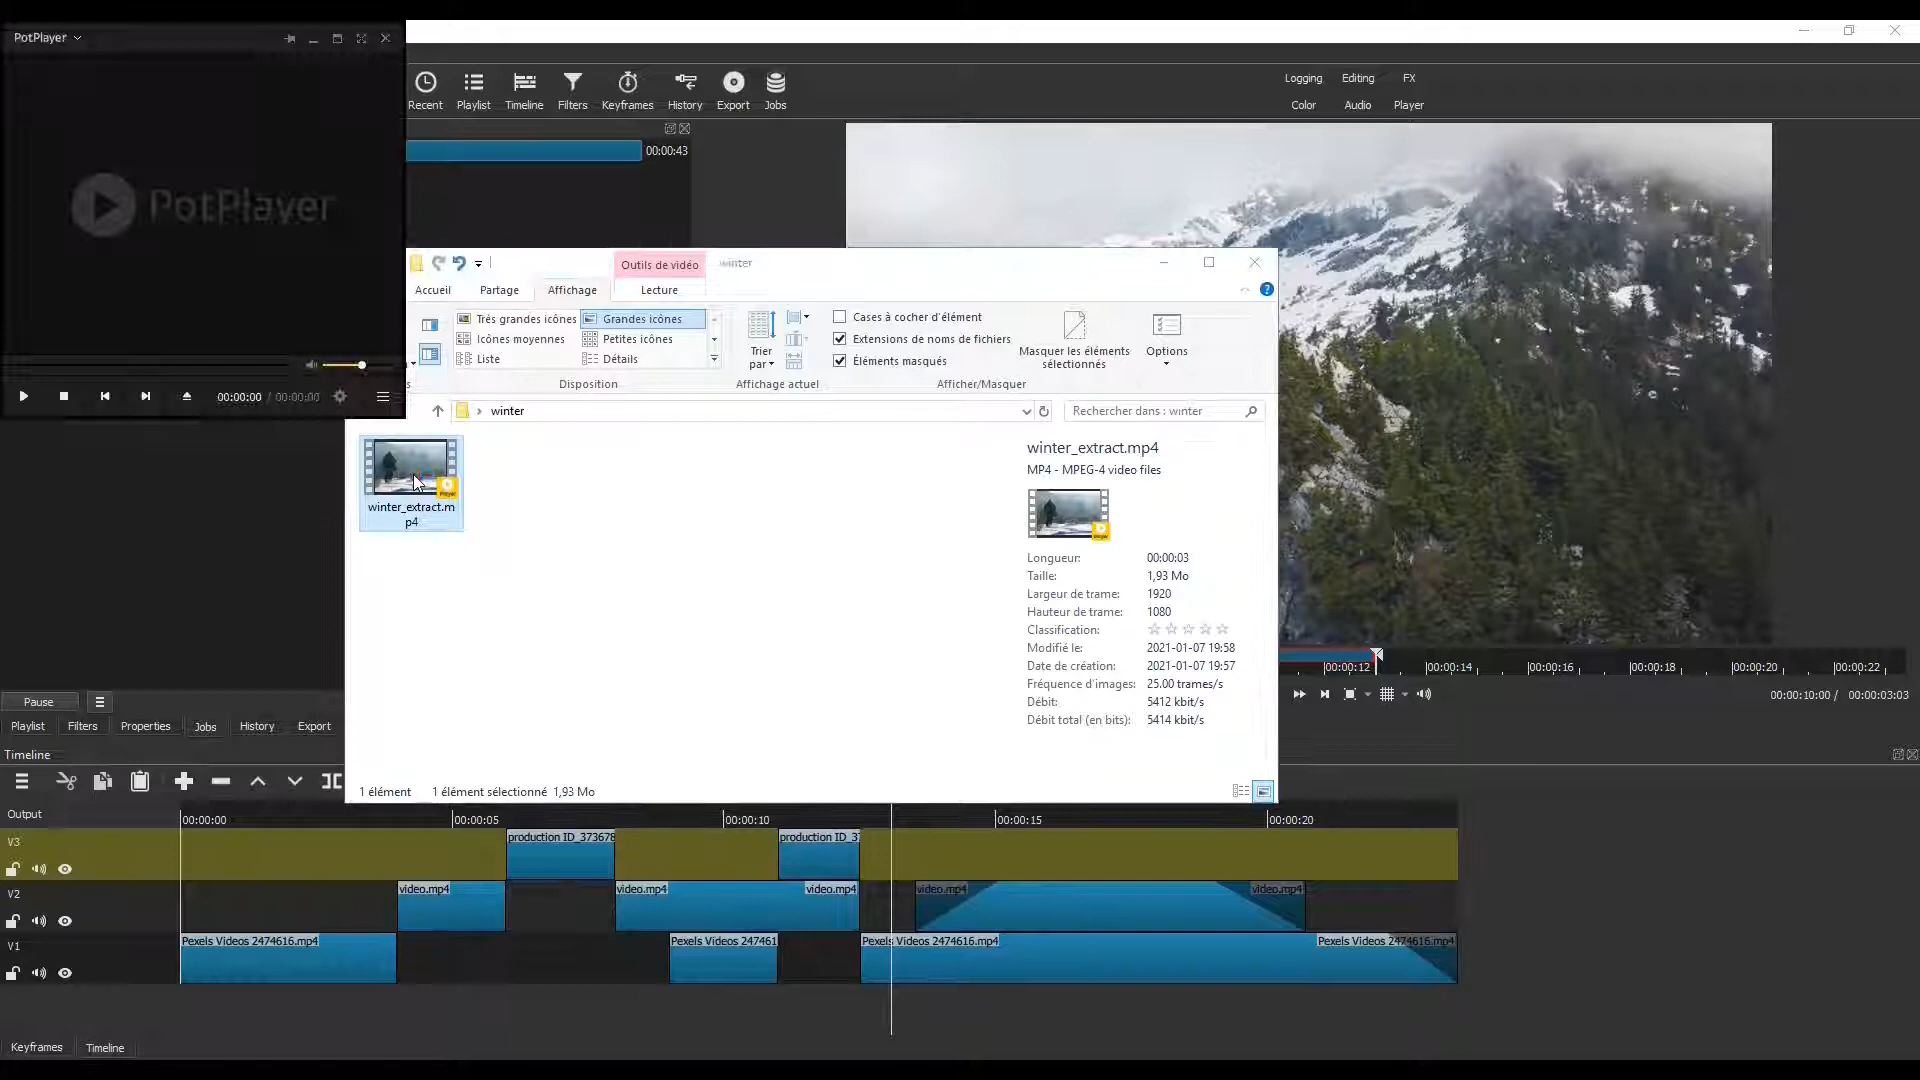 PotPlayer
PotPlayer
00:00:00 / 00:00:00
Recent
Playlist
Timeline
Filters
Keyframes
History
Export
Jobs
Logging
Editing
FX
Color
Audio
Player
00:00:43
Outils de vidéo
winter
Accueil
Partage
Affichage
Lecture
Très grandes icônes
Grandes icônes
Icônes moyennes
Petites icônes
Liste
Détails
Disposition
Trier
par
Affichage actuel
Cases à cocher d'élément
Extensions de noms de fichiers
Éléments masqués
Masquer les éléments
sélectionnés
Afficher/Masquer
Options
winter
Rechercher dans : winter
winter_extract.m
p4
winter_extract.mp4
MP4 - MPEG-4 video files
Longueur: 00:00:03
Taille: 1,93 Mo
Largeur de trame: 1920
Hauteur de trame: 1080
Classification:
Modifié le: 2021-01-07 19:58
Date de création: 2021-01-07 19:57
Fréquence d'images: 25.00 trames/s
Débit: 5412 kbit/s
Débit total (en bits): 5414 kbit/s
1 élément
1 élément sélectionné 1,93 Mo
00:00:12
00:00:14
00:00:16
00:00:18
00:00:20
00:00:22
00:00:10:00 / 00:00:03:03
Pause
Playlist
Filters
Properties
Jobs
History
Export
Timeline
Output
00:00:00
00:00:05
00:00:10
00:00:15
00:00:20
V3
production ID_373678
production ID_37
V2
video.mp4
video.mp4
video.mp4
video.mp4
video.mp4
V1
Pexels Videos 2474616.mp4
Pexels Videos 247461
Pexels Videos 2474616.mp4
Pexels Videos 2474616.mp4
Keyframes
Timeline